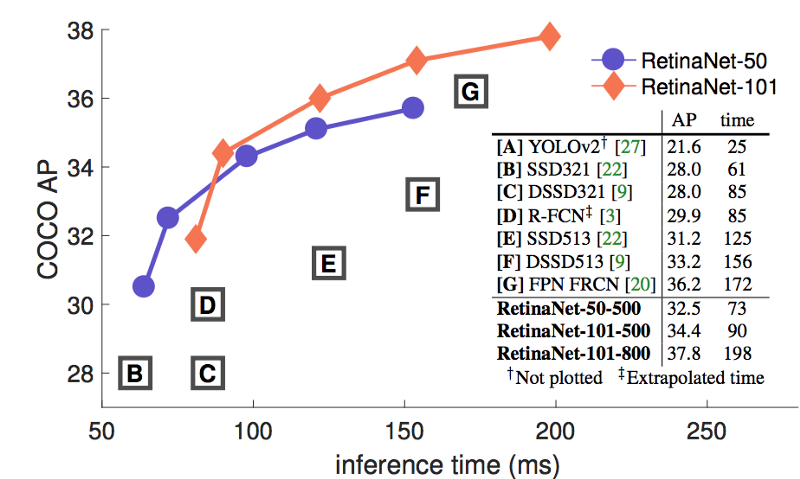 38
36
34
32
30
28
COCO AP
50
100
150
200
250
inference time (ms)
B
C
D
E
F
G
RetinaNet-50
RetinaNet-101
AP time
[A] YOLOv2† [27] 21.6 25
[B] SSD321 [22] 28.0 61
[C] DSSD321 [9] 28.0 85
[D] R-FCN‡ [3] 29.9 85
[E] SSD513 [22] 31.2 125
[F] DSSD513 [9] 33.2 156
[G] FPN FRCN [20] 36.2 172
RetinaNet-50-500 32.5 73
RetinaNet-101-500 34.4 90
RetinaNet-101-800 37.8 198
†Not plotted ‡Extrapolated time